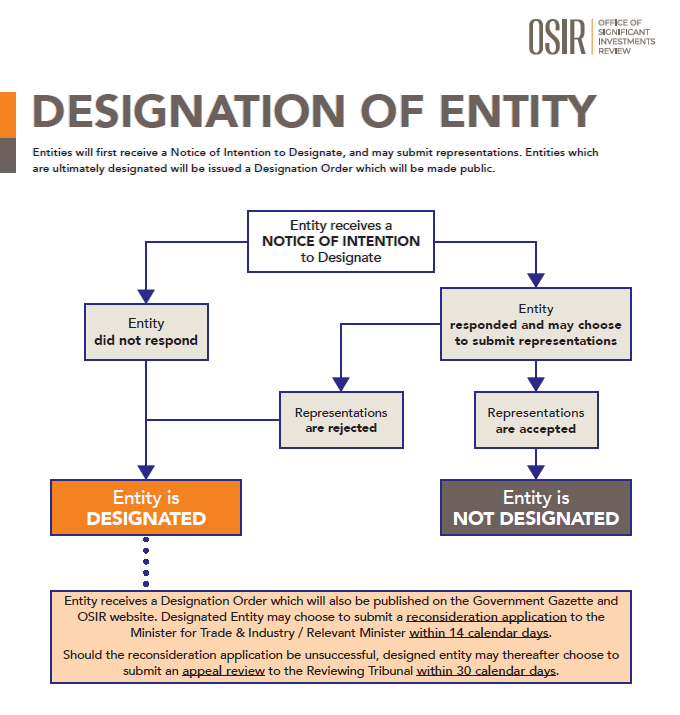 OSIR
OFFICE OF
SIGNIFICANT
INVESTMENTS
REVIEW
DESIGNATION OF ENTITY
Entities will first receive a Notice of Intention to Designate, and may submit representations. Entities which
are ultimately designated will be issued a Designation Order which will be made public.
Entity receives a
NOTICE OF INTENTION
to Designate
Entity
did not respond
Entity
responded and may choose
to submit representations
Representations
are rejected
Representations
are accepted
Entity is
DESIGNATED
Entity is
NOT DESIGNATED
Entity receives a Designation Order which will also be published on the Government Gazette and
OSIR website. Designated Entity may choose to submit a reconsideration application to the
Minister for Trade & Industry / Relevant Minister within 14 calendar days.
Should the reconsideration application be unsuccessful, designed entity may thereafter choose to
submit an appeal review to the Reviewing Tribunal within 30 calendar days.